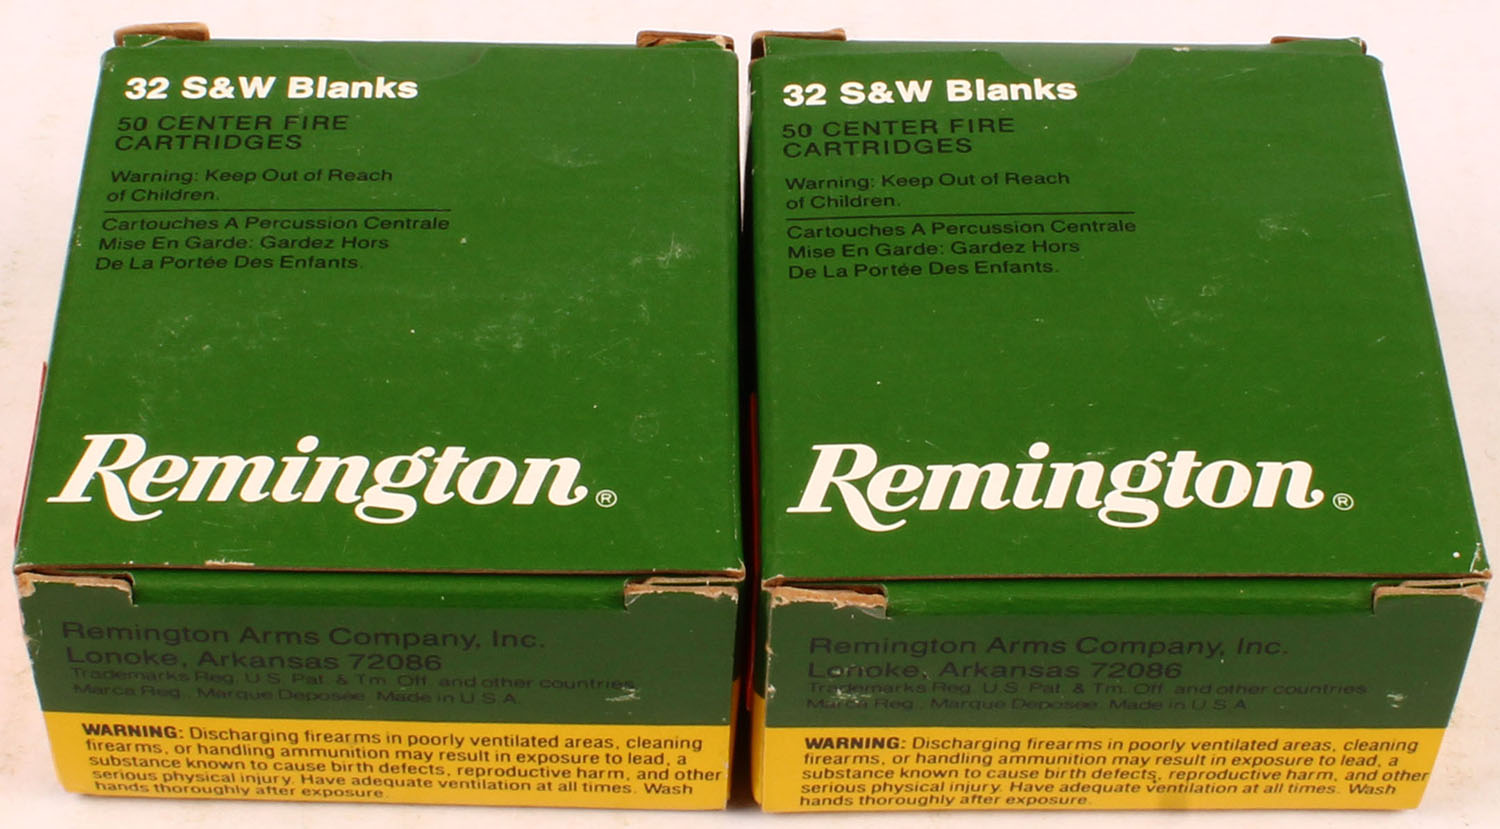 32 S&W Blanks
50 CENTER FIRE
CARTRIDGES
Warning: Keep Out of Reach
of Children.
Cartouches A Percussion Centrale
Mise En Garde: Gardez Hors
De La Portée Des Enfants.
Remington®
Remington Arms Company, Inc.
Lonoke, Arkansas 72086
Trademarks Reg. U.S. Pat. & Tm. Off. and other countries
Marca Reg., Marque Deposée. Made in U.S.A.
WARNING: Discharging firearms in poorly ventilated areas, cleaning
firearms, or handling ammunition may result in exposure to lead, a
substance known to cause birth defects, reproductive harm, and other
serious physical injury. Have adequate ventilation at all times. Wash
hands thoroughly after exposure.
32 S&W Blanks
50 CENTER FIRE
CARTRIDGES
Warning: Keep Out of Reach
of Children.
Cartouches A Percussion Centrale
Mise En Garde: Gardez Hors
De La Portée Des Enfants.
Remington®
Remington Arms Company, Inc.
Lonoke, Arkansas 72086
Trademarks Reg. U.S. Pat. & Tm. Off. and other countries
Marca Reg., Marque Deposée. Made in U.S.A.
WARNING: Discharging firearms in poorly ventilated areas, cleaning
firearms, or handling ammunition may result in exposure to lead, a
substance known to cause birth defects, reproductive harm, and other
serious physical injury. Have adequate ventilation at all times. Wash
hands thoroughly after exposure.